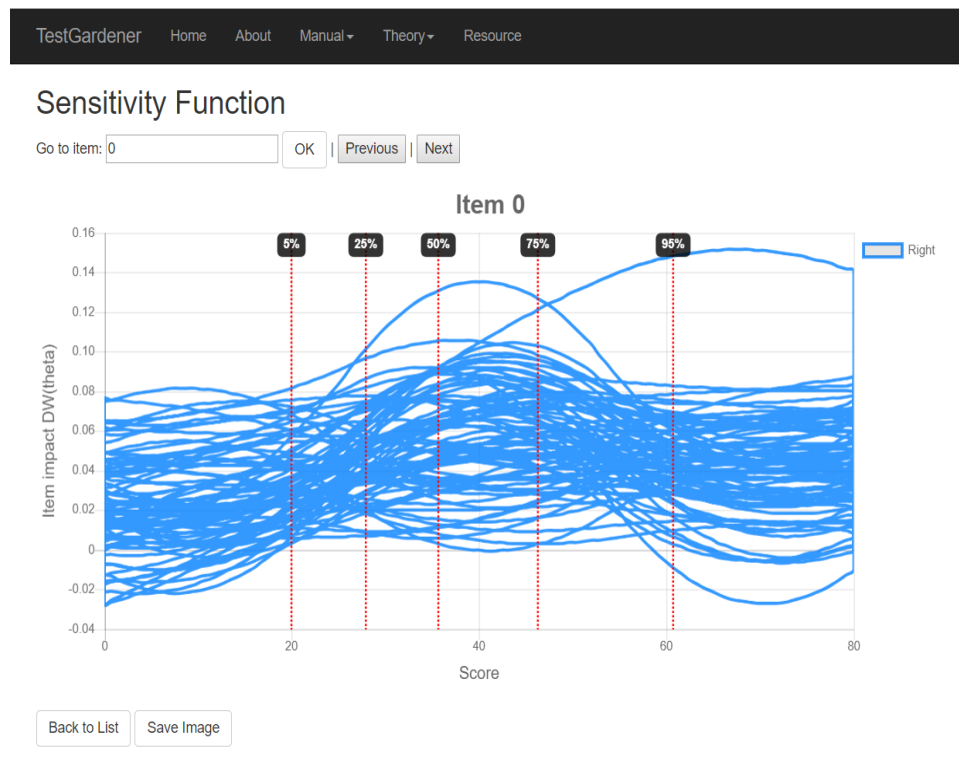 TestGardener Home About Manual Theory Resource
Sensitivity Function
Go to item: 0 OK | Previous | Next
Item 0
0.16
0.14
0.12
0.10
0.08
0.06
0.04
0.02
0
-0.02
-0.04
5% 25% 50% 75% 95%
Right
Item impact DW(theta)
0 20 40 60 80
Score
Back to List Save Image